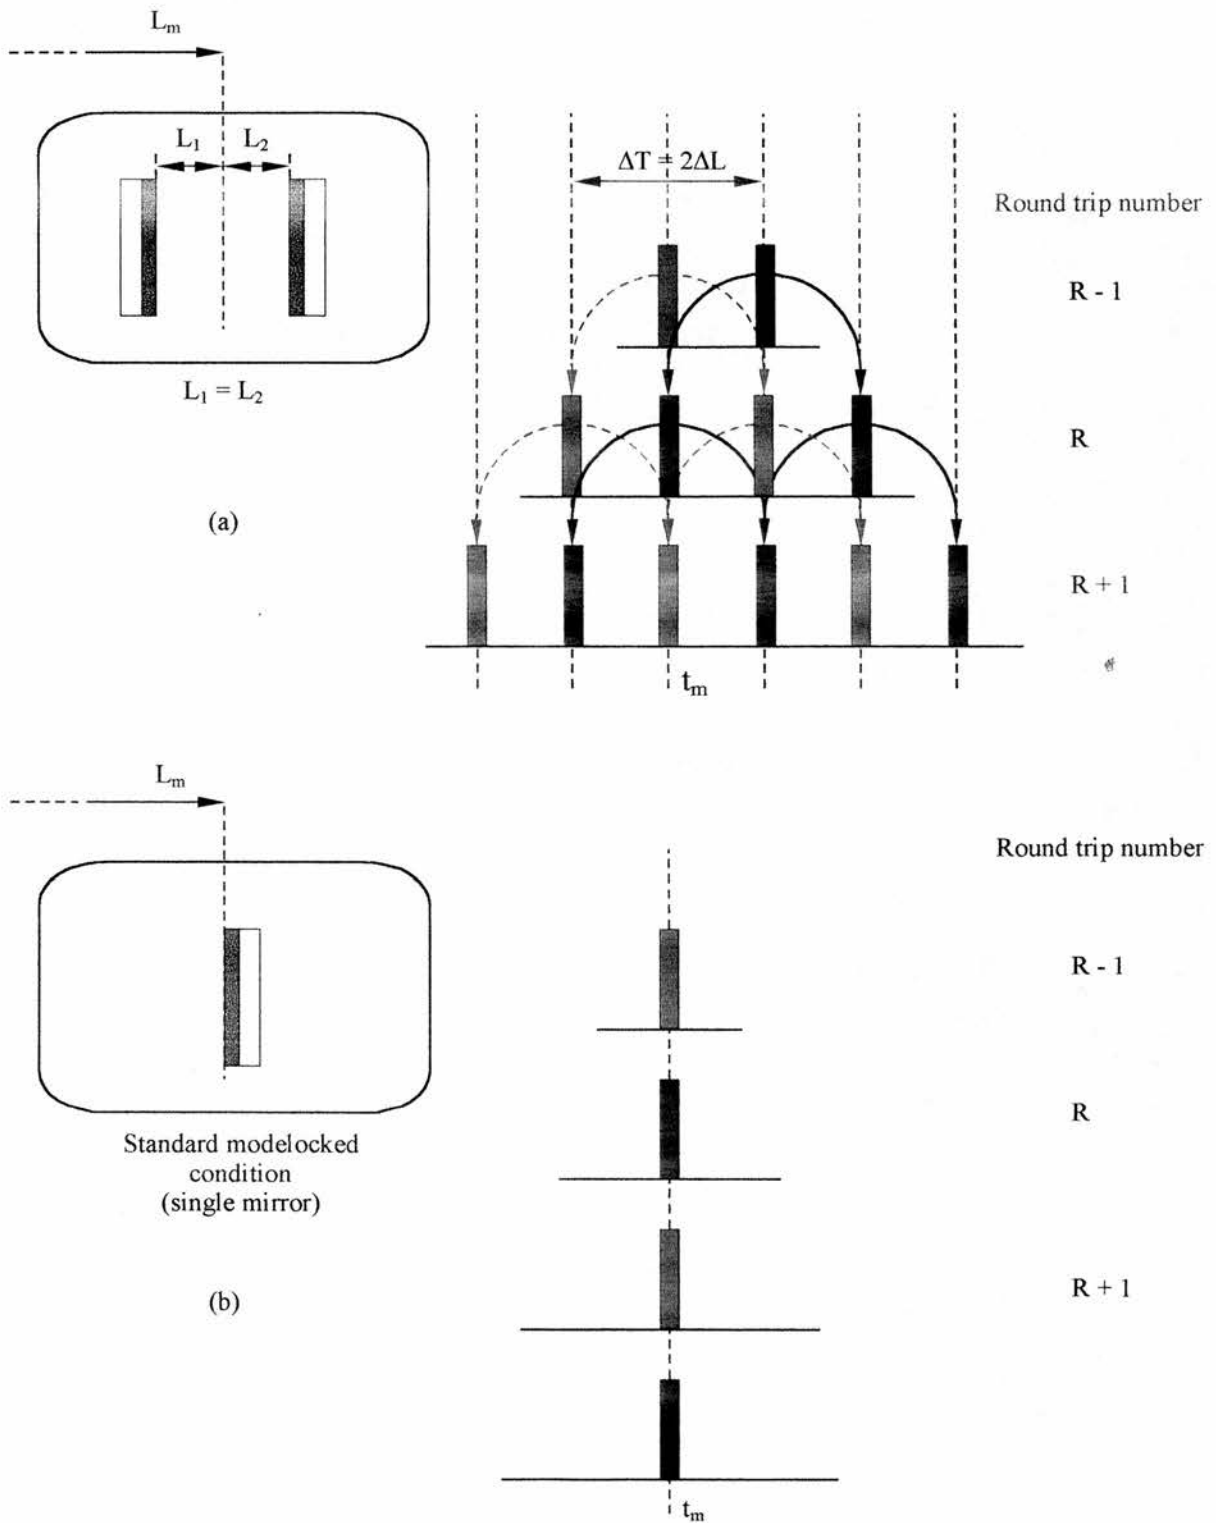 Lₘ
L₁ L₂
L₁ = L₂
(a)
ΔT = 2ΔL
Round trip number
R - 1
R
R + 1
tₘ
Lₘ
Standard modelocked
condition
(single mirror)
(b)
Round trip number
R - 1
R
R + 1
tₘ